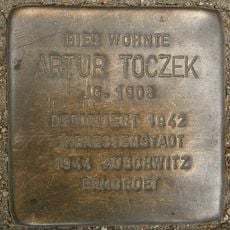 HIER WOHNTE
ARTUR TOCZEK
JG. 1908
DEPORTIERT 1942
THERESIENSTADT
1944 AUSCHWITZ
ERMORDET